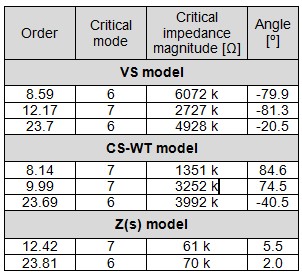 Order Critical mode Critical impedance magnitude [Ω] Angle [º]
VS model
8.59 6 6072 k -79.9
12.17 7 2727 k -81.3
23.7 6 4928 k -20.5
CS-WT model
8.14 7 1351 k 84.6
9.99 7 3252 k 74.5
23.69 6 3992 k -40.5
Z(s) model
12.42 7 61 k 5.5
23.81 6 70 k 2.0